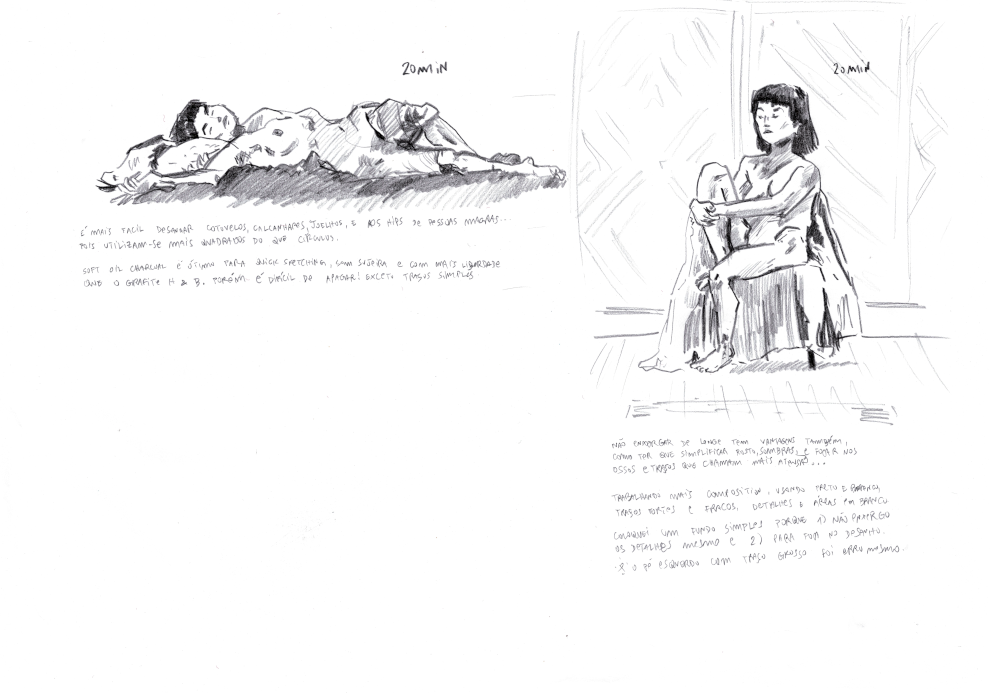 20MIN
É MAIS FACIL DESENHAR COTOVELOS, CALCANHARES, JOELHOS, E AOS HIPS DE PESSOAS MAGRAS...
POIS UTILIZAM-SE MAIS QUADRADOS DO QUE CÍRCULOS.
SOFT OIL CHARCOAL É ÓTIMO PARA QUICK SKETCHING, SEM SUJEIRA E COM MAIS LIBERDADE
QUE O GRAFITE H & B. PORÉM É DIFÍCIL DE APAGAR! EXCETO TRAÇOS SIMPLES
20MIN
NÃO ENXERGAR DE LONGE TEM VANTAGENS TAMBÉM,
COMO TER QUE SIMPLIFICAR ROSTO, SOMBRAS, E FOCAR NOS
OSSOS E TRAÇOS QUE CHAMAM MAIS ATENÇÃO...
TRABALHANDO MAIS COMPOSITION, USANDO PRETO E BRANCO,
TRAÇOS FORTES E FRACOS, DETALHES & ÁREAS EM BRANCO
COLOQUEI UM FUNDO SIMPLES PORQUE 1) NÃO ENXERGO
OS DETALHES MESMO E 2) PARA FOCAR NO DESENHO.
O PÉ ESQUERDO COM TRAÇO GROSSO FOI ERRO MESMO.